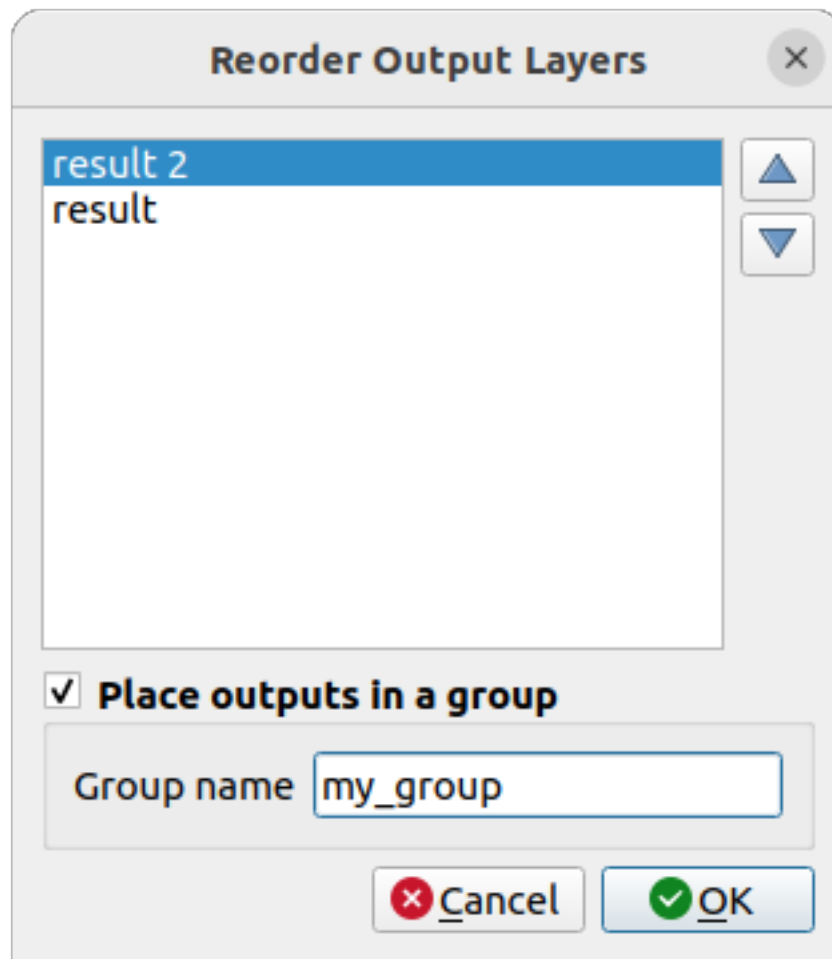 Reorder Output Layers
result 2
result
Place outputs in a group
Group name my_group
Cancel OK